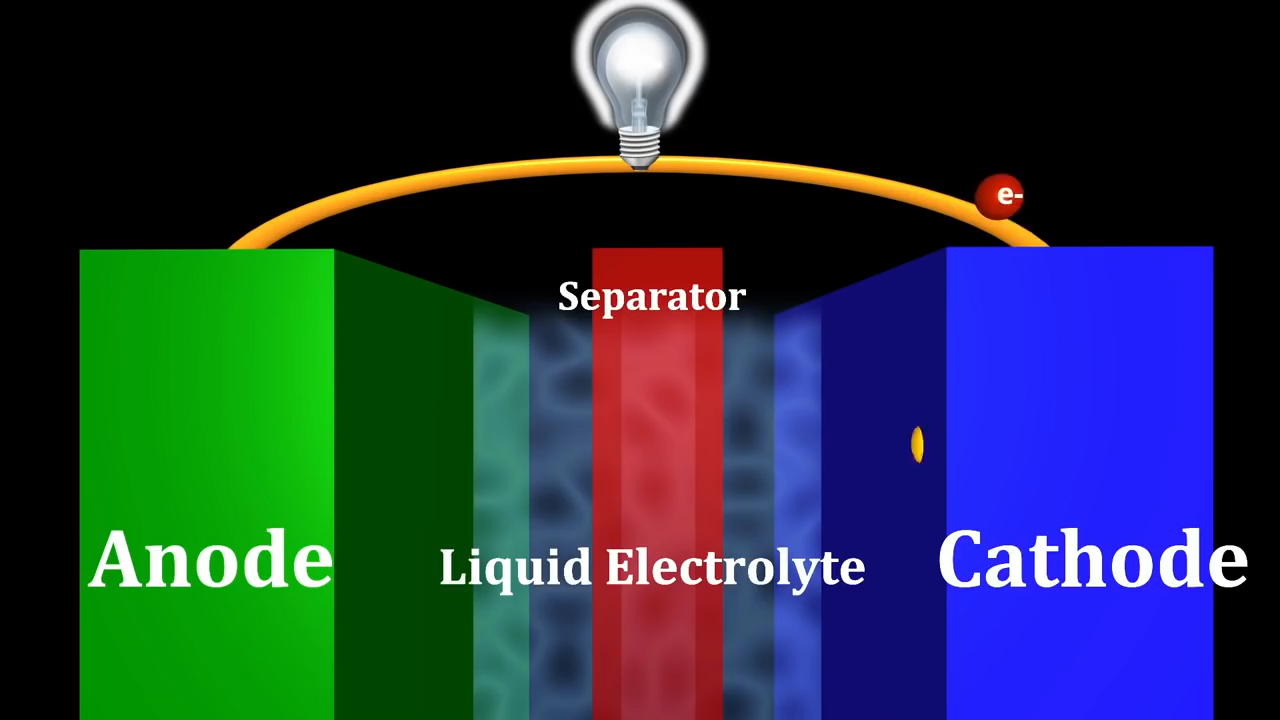 e-
Separator
Anode
Liquid Electrolyte
Cathode